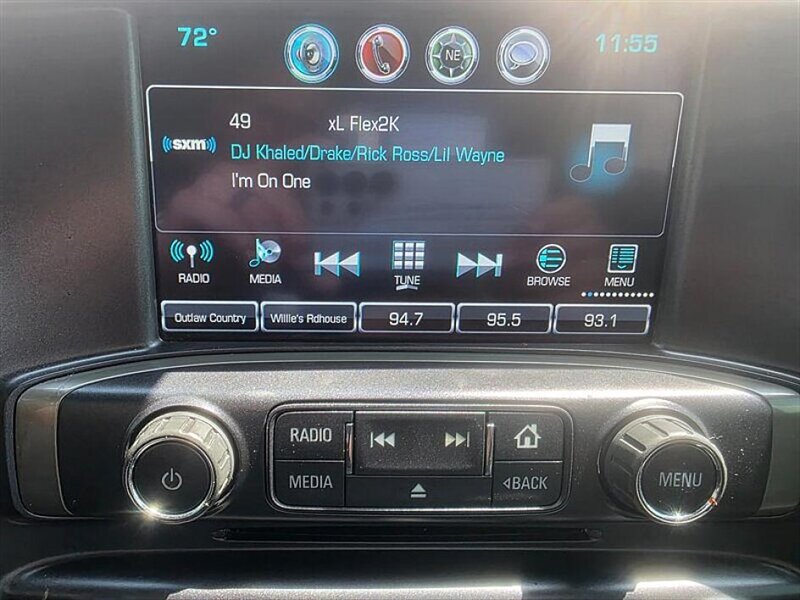 72°
NE
11:55
49 xL Flex2K
((sxm))
DJ Khaled/Drake/Rick Ross/Lil Wayne
I'm On One
RADIO MEDIA TUNE BROWSE MENU
Outlaw Country Willie's Rdhouse 94.7 95.5 93.1
RADIO
MEDIA
BACK
MENU